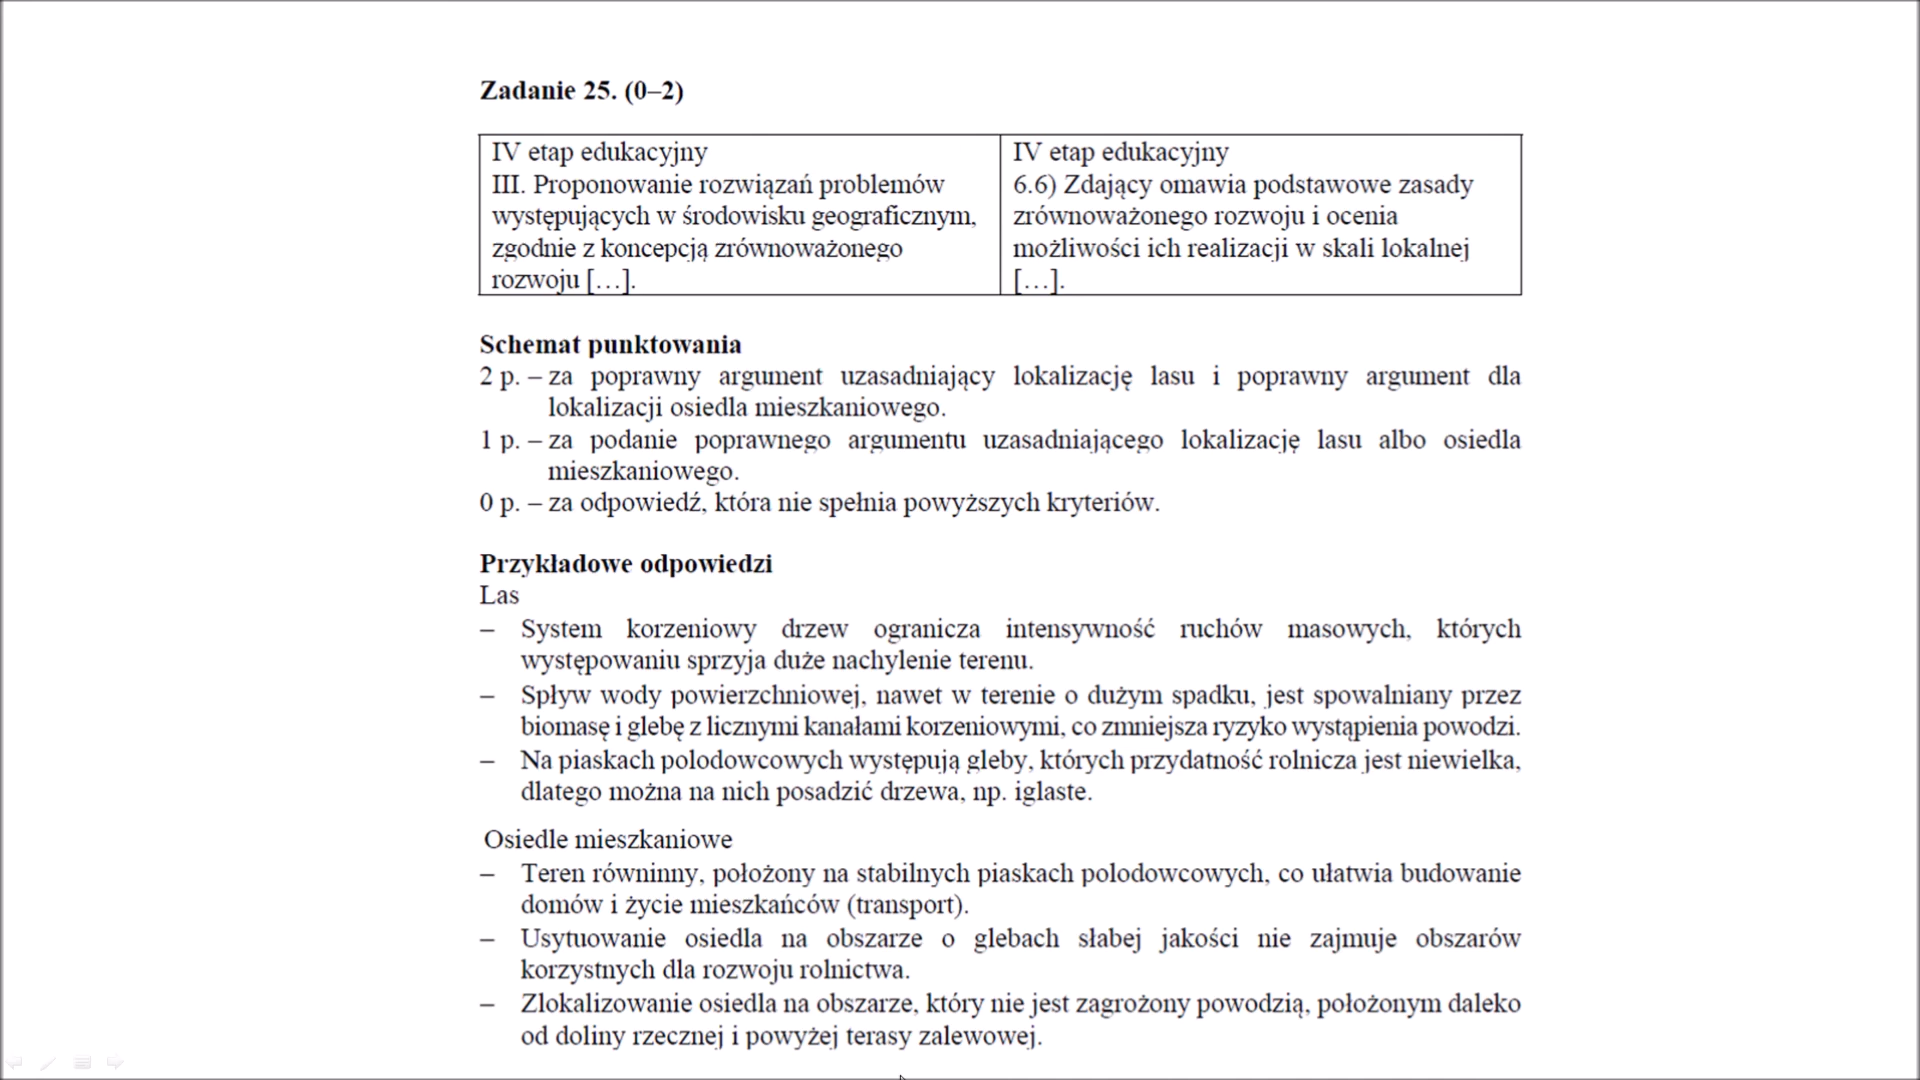 Zadanie 25. (0–2)
IV etap edukacyjny
III. Proponowanie rozwiązań problemów
występujących w środowisku geograficznym,
zgodnie z koncepcją zrównoważonego
rozwoju […].
IV etap edukacyjny
6.6) Zdający omawia podstawowe zasady
zrównoważonego rozwoju i ocenia
możliwości ich realizacji w skali lokalnej
[…].
Schemat punktowania
2 p. – za poprawny argument uzasadniający lokalizację lasu i poprawny argument dla
lokalizacji osiedla mieszkaniowego.
1 p. – za podanie poprawnego argumentu uzasadniającego lokalizację lasu albo osiedla
mieszkaniowego.
0 p. – za odpowiedź, która nie spełnia powyższych kryteriów.
Przykładowe odpowiedzi
Las
– System korzeniowy drzew ogranicza intensywność ruchów masowych, których
występowaniu sprzyja duże nachylenie terenu.
– Spływ wody powierzchniowej, nawet w terenie o dużym spadku, jest spowalniany przez
biomasę i glebę z licznymi kanałami korzeniowymi, co zmniejsza ryzyko wystąpienia powodzi.
– Na piaskach polodowcowych występują gleby, których przydatność rolnicza jest niewielka,
dlatego można na nich posadzić drzewa, np. iglaste.
Osiedle mieszkaniowe
– Teren równinny, położony na stabilnych piaskach polodowcowych, co ułatwia budowanie
domów i życie mieszkańców (transport).
– Usytuowanie osiedla na obszarze o glebach słabej jakości nie zajmuje obszarów
korzystnych dla rozwoju rolnictwa.
– Zlokalizowanie osiedla na obszarze, który nie jest zagrożony powodzią, położonym daleko
od doliny rzecznej i powyżej terasy zalewowej.